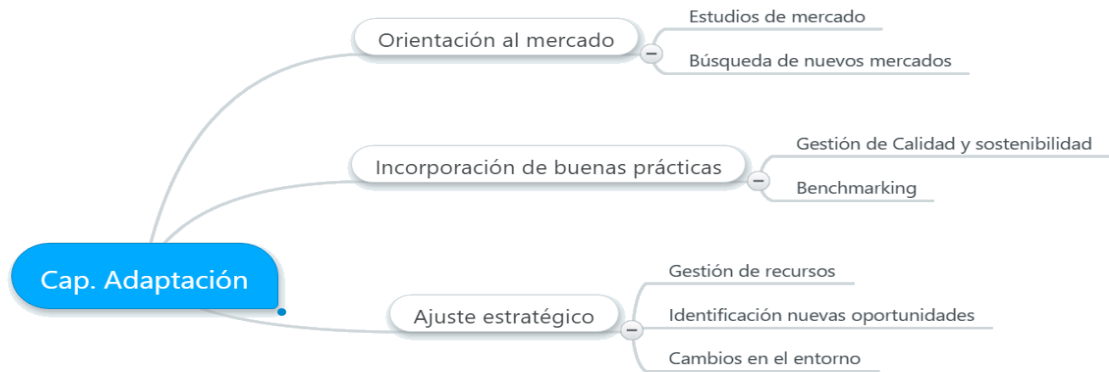 Orientación al mercado
Estudios de mercado
Búsqueda de nuevos mercados
Incorporación de buenas prácticas
Gestión de Calidad y sostenibilidad
Benchmarking
Cap. Adaptación
Ajuste estratégico
Gestión de recursos
Identificación nuevas oportunidades
Cambios en el entorno